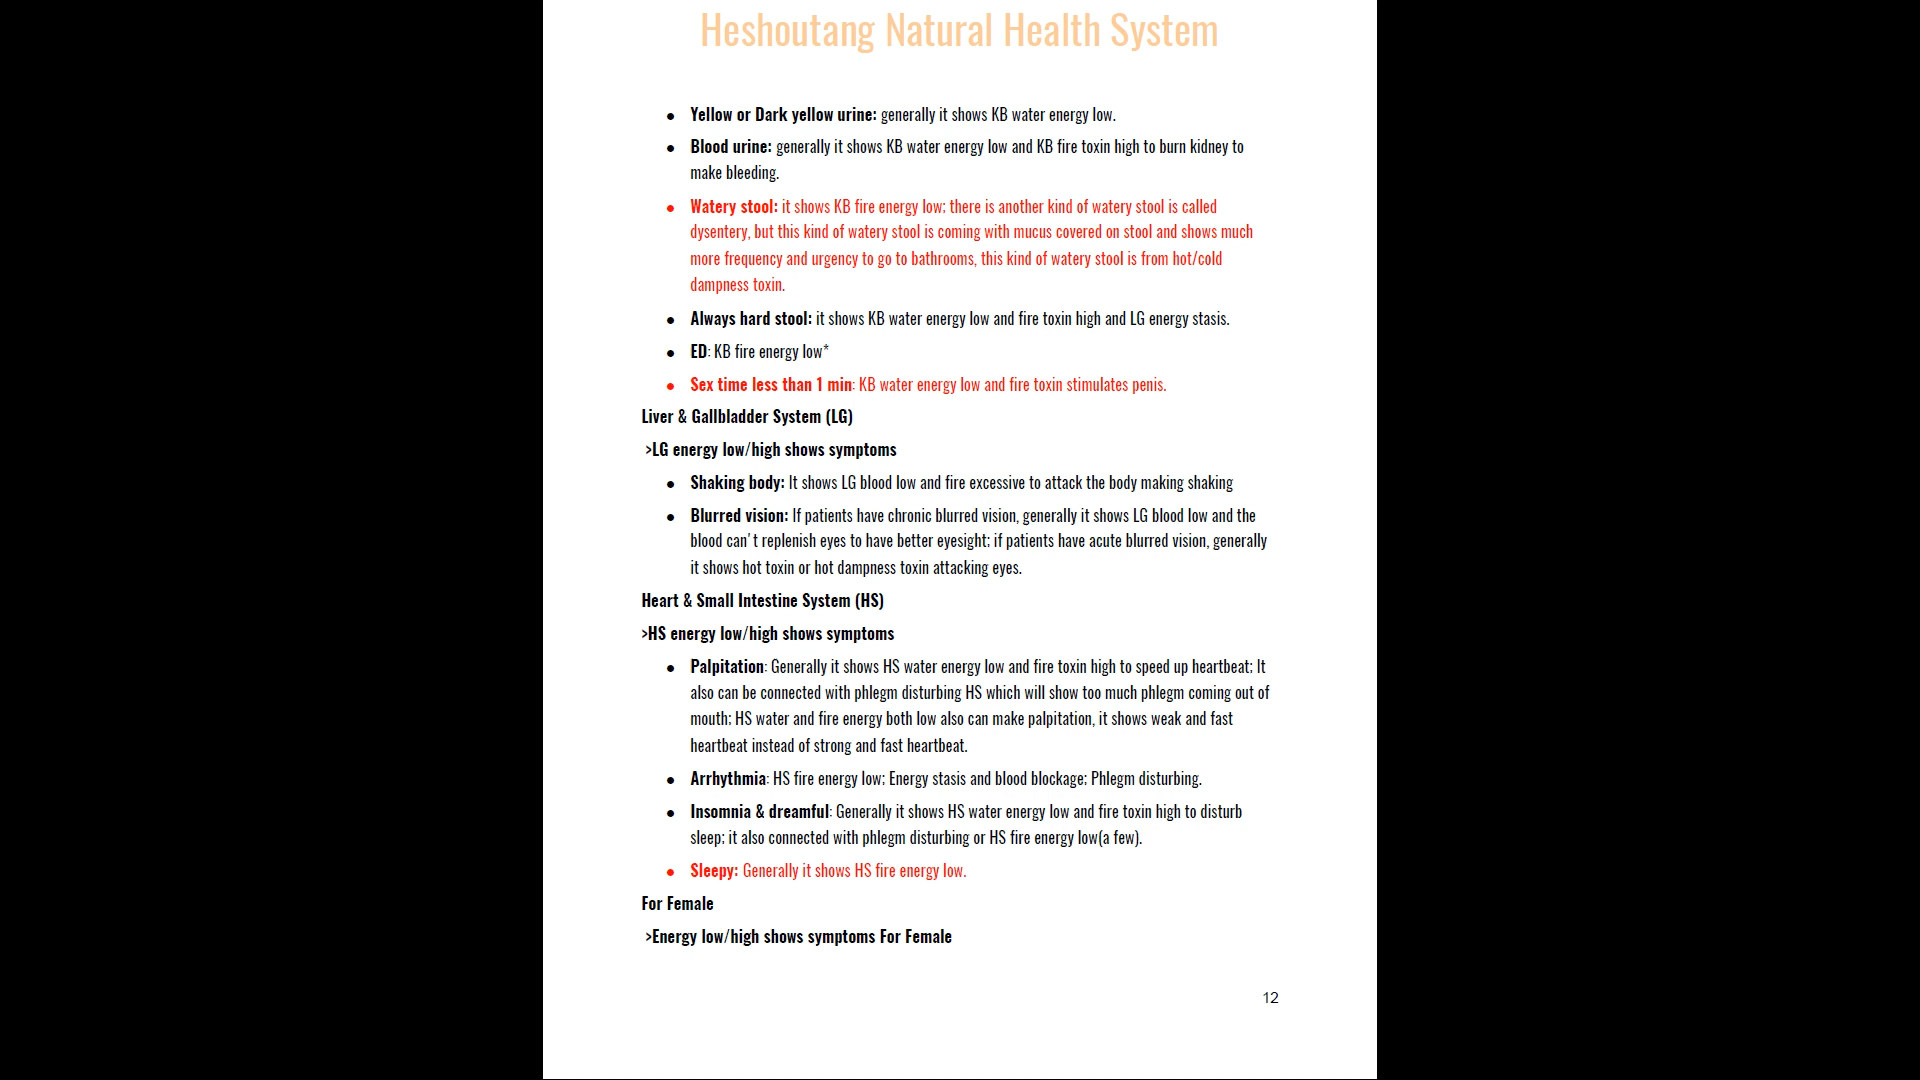 Heshoutang Natural Health System
● Yellow or Dark yellow urine: generally it shows KB water energy low.
● Blood urine: generally it shows KB water energy low and KB fire toxin high to burn kidney to
make bleeding.
● Watery stool: it shows KB fire energy low; there is another kind of watery stool is called
dysentery, but this kind of watery stool is coming with mucus covered on stool and shows much
more frequency and urgency to go to bathrooms, this kind of watery stool is from hot/cold
dampness toxin.
● Always hard stool: it shows KB water energy low and fire toxin high and LG energy stasis.
● ED: KB fire energy low*
● Sex time less than 1 min: KB water energy low and fire toxin stimulates penis.
Liver & Gallbladder System (LG)
>LG energy low/high shows symptoms
● Shaking body: It shows LG blood low and fire excessive to attack the body making shaking
● Blurred vision: If patients have chronic blurred vision, generally it shows LG blood low and the
blood can't replenish eyes to have better eyesight; if patients have acute blurred vision, generally
it shows hot toxin or hot dampness toxin attacking eyes.
Heart & Small Intestine System (HS)
>HS energy low/high shows symptoms
● Palpitation: Generally it shows HS water energy low and fire toxin high to speed up heartbeat; It
also can be connected with phlegm disturbing HS which will show too much phlegm coming out of
mouth; HS water and fire energy both low also can make palpitation, it shows weak and fast
heartbeat instead of strong and fast heartbeat.
● Arrhythmia: HS fire energy low; Energy stasis and blood blockage; Phlegm disturbing.
● Insomnia & dreamful: Generally it shows HS water energy low and fire toxin high to disturb
sleep; it also connected with phlegm disturbing or HS fire energy low(a few).
● Sleepy: Generally it shows HS fire energy low.
For Female
>Energy low/high shows symptoms For Female
12